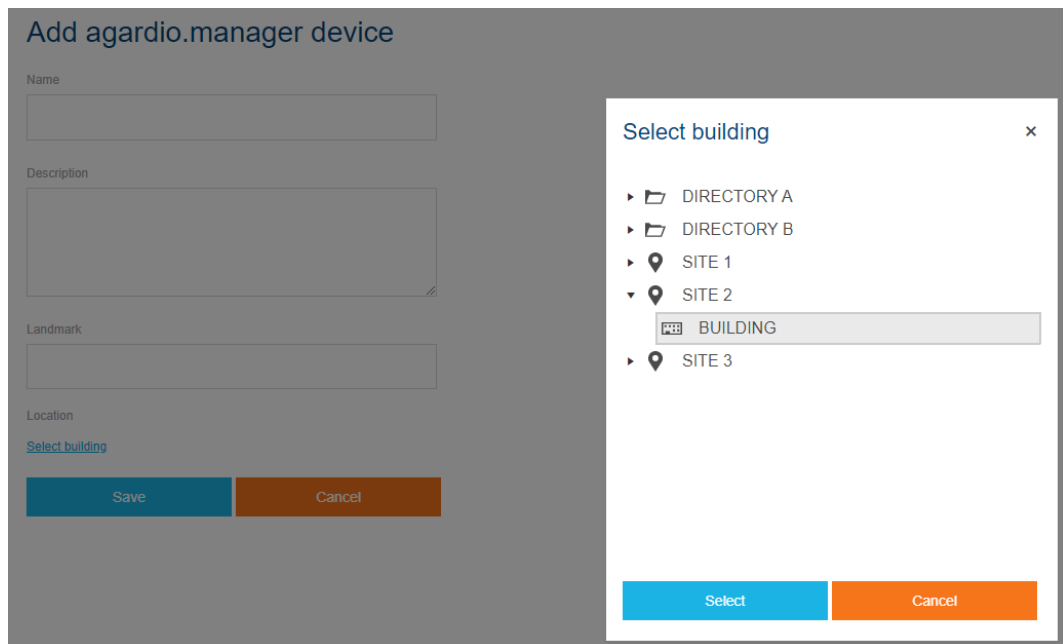 Add agardio.manager device
Name
Description
Landmark
Location
Select building
Save
Cancel
Select building
×
DIRECTORY A
DIRECTORY B
SITE 1
SITE 2
BUILDING
SITE 3
Select
Cancel